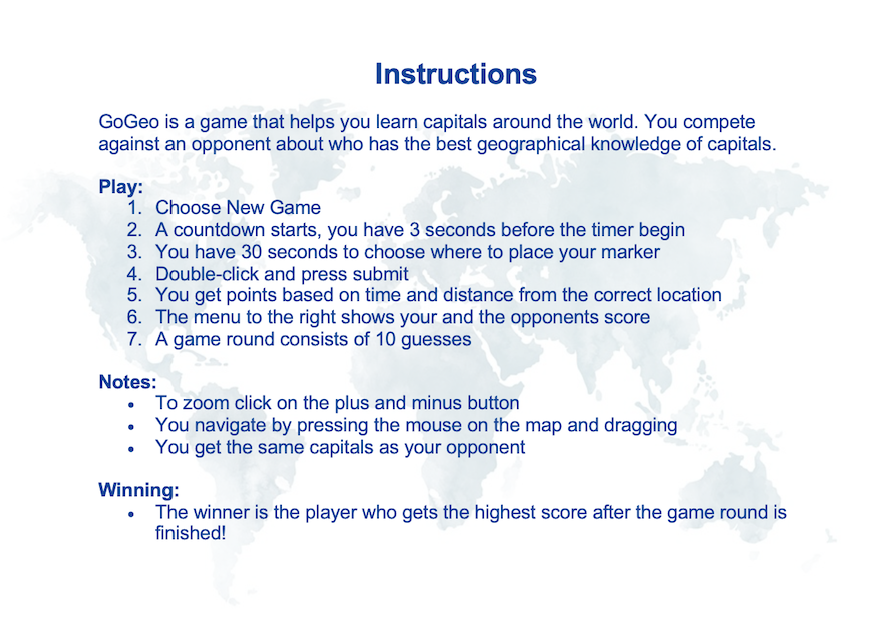 Instructions
GoGeo is a game that helps you learn capitals around the world. You compete
against an opponent about who has the best geographical knowledge of capitals.
Play:
1. Choose New Game
2. A countdown starts, you have 3 seconds before the timer begin
3. You have 30 seconds to choose where to place your marker
4. Double-click and press submit
5. You get points based on time and distance from the correct location
6. The menu to the right shows your and the opponents score
7. A game round consists of 10 guesses
Notes:
• To zoom click on the plus and minus button
• You navigate by pressing the mouse on the map and dragging
• You get the same capitals as your opponent
Winning:
• The winner is the player who gets the highest score after the game round is
finished!